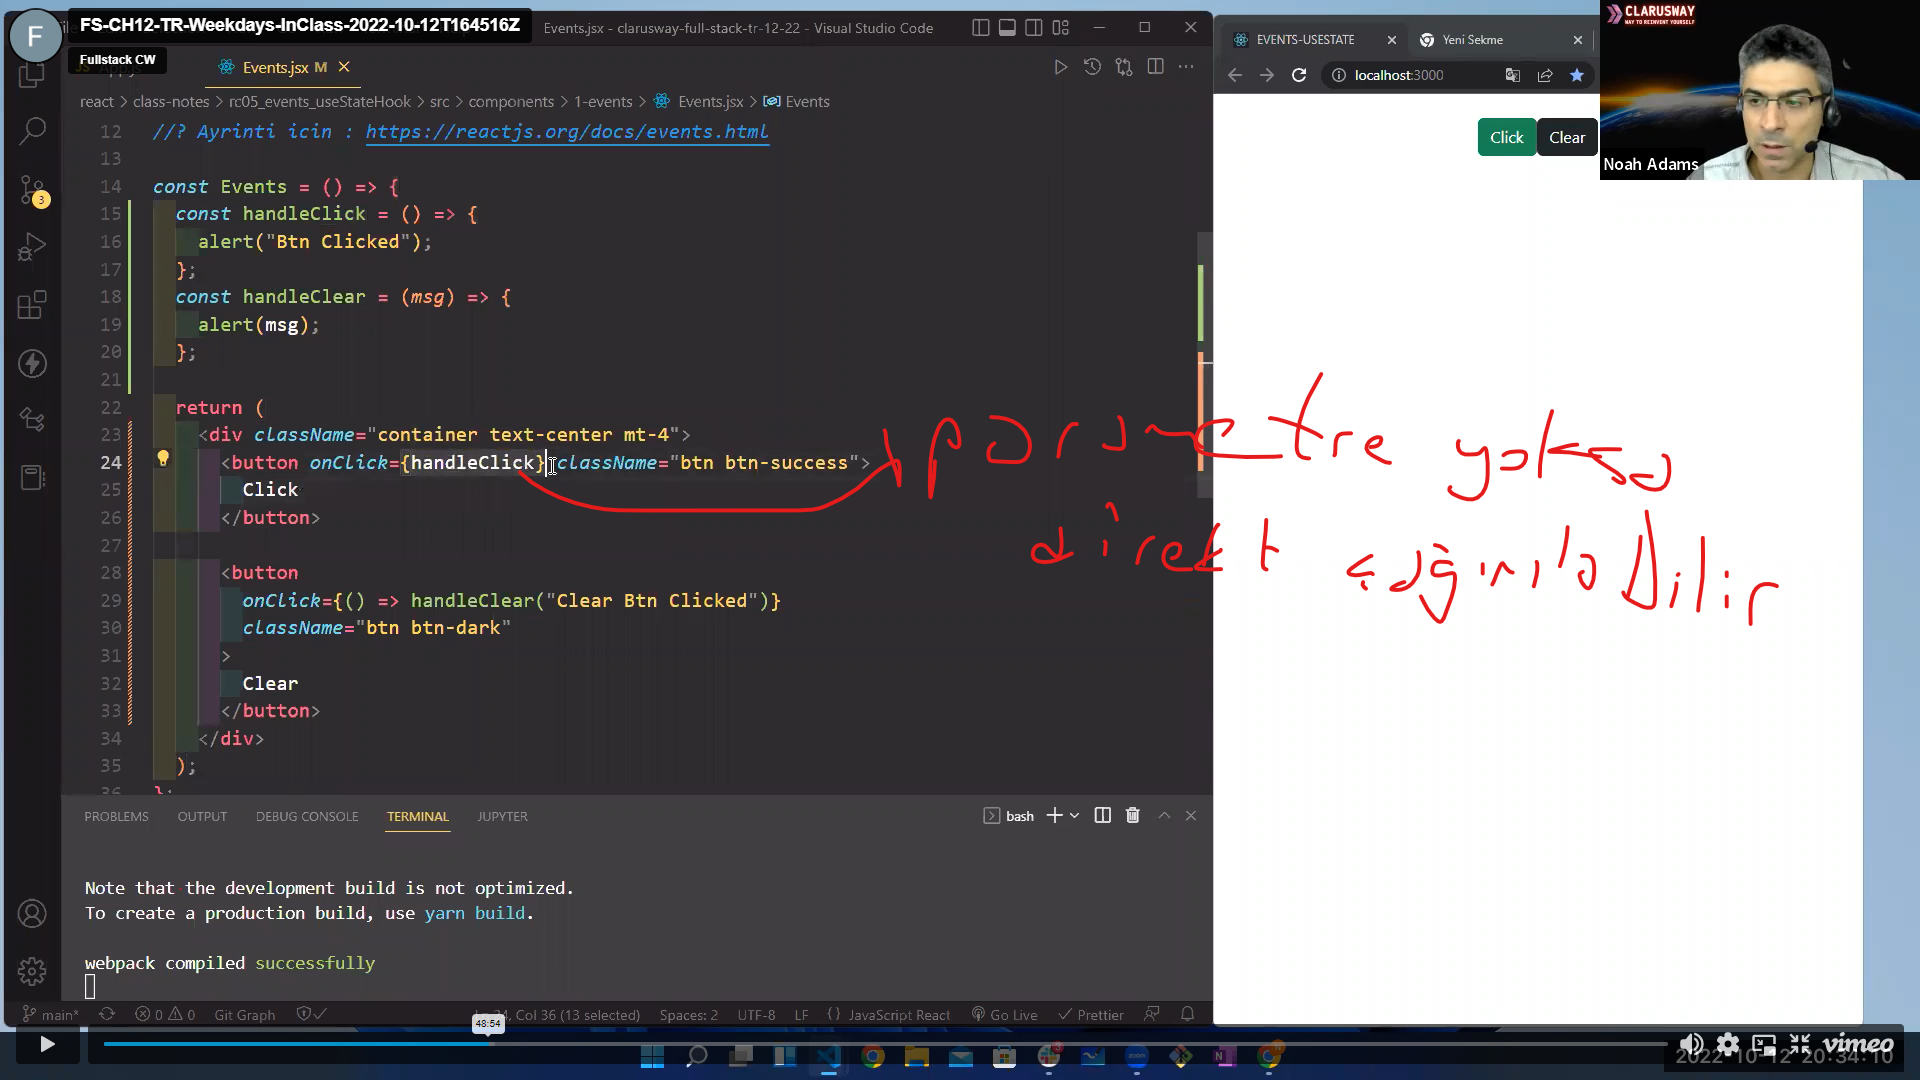 F
FS-CH12-TR-Weekdays-InClass-2022-10-12T164516Z
Fullstack CW
Events.jsx - clarusway-full-stack-tr-12-22 - Visual Studio Code
Events.jsx M
react > class-notes > rc05_events_useStateHook > src > components > 1-events > Events.jsx > Events
12 //? Ayrinti icin : https://reactjs.org/docs/events.html
13
14 const Events = () => {
15 const handleClick = () => {
16 alert("Btn Clicked");
17 };
18 const handleClear = (msg) => {
19 alert(msg);
20 };
21
22 return (
23 <div className="container text-center mt-4">
24 <button onClick={handleClick} className="btn btn-success">
25 Click
26 </button>
27
28 <button
29 onClick={() => handleClear("Clear Btn Clicked")}
30 className="btn btn-dark"
31 >
32 Clear
33 </button>
34 </div>
35 );
36 };
3
PROBLEMS OUTPUT DEBUG CONSOLE TERMINAL JUPYTER
bash
Note that the development build is not optimized.
To create a production build, use yarn build.
webpack compiled successfully
main* 0 0 Git Graph
Col 36 (13 selected) Spaces: 2 UTF-8 LF {} JavaScript React Go Live Prettier
48:54
EVENTS-USESTATE
Yeni Sekme
localhost:3000
Click Clear
parametre yoksa
direkt çağırılabilir
CLARUSWAY
WAY TO REINVENT YOURSELF
Noah Adams
vimeo
2022-10-12 20:34:10